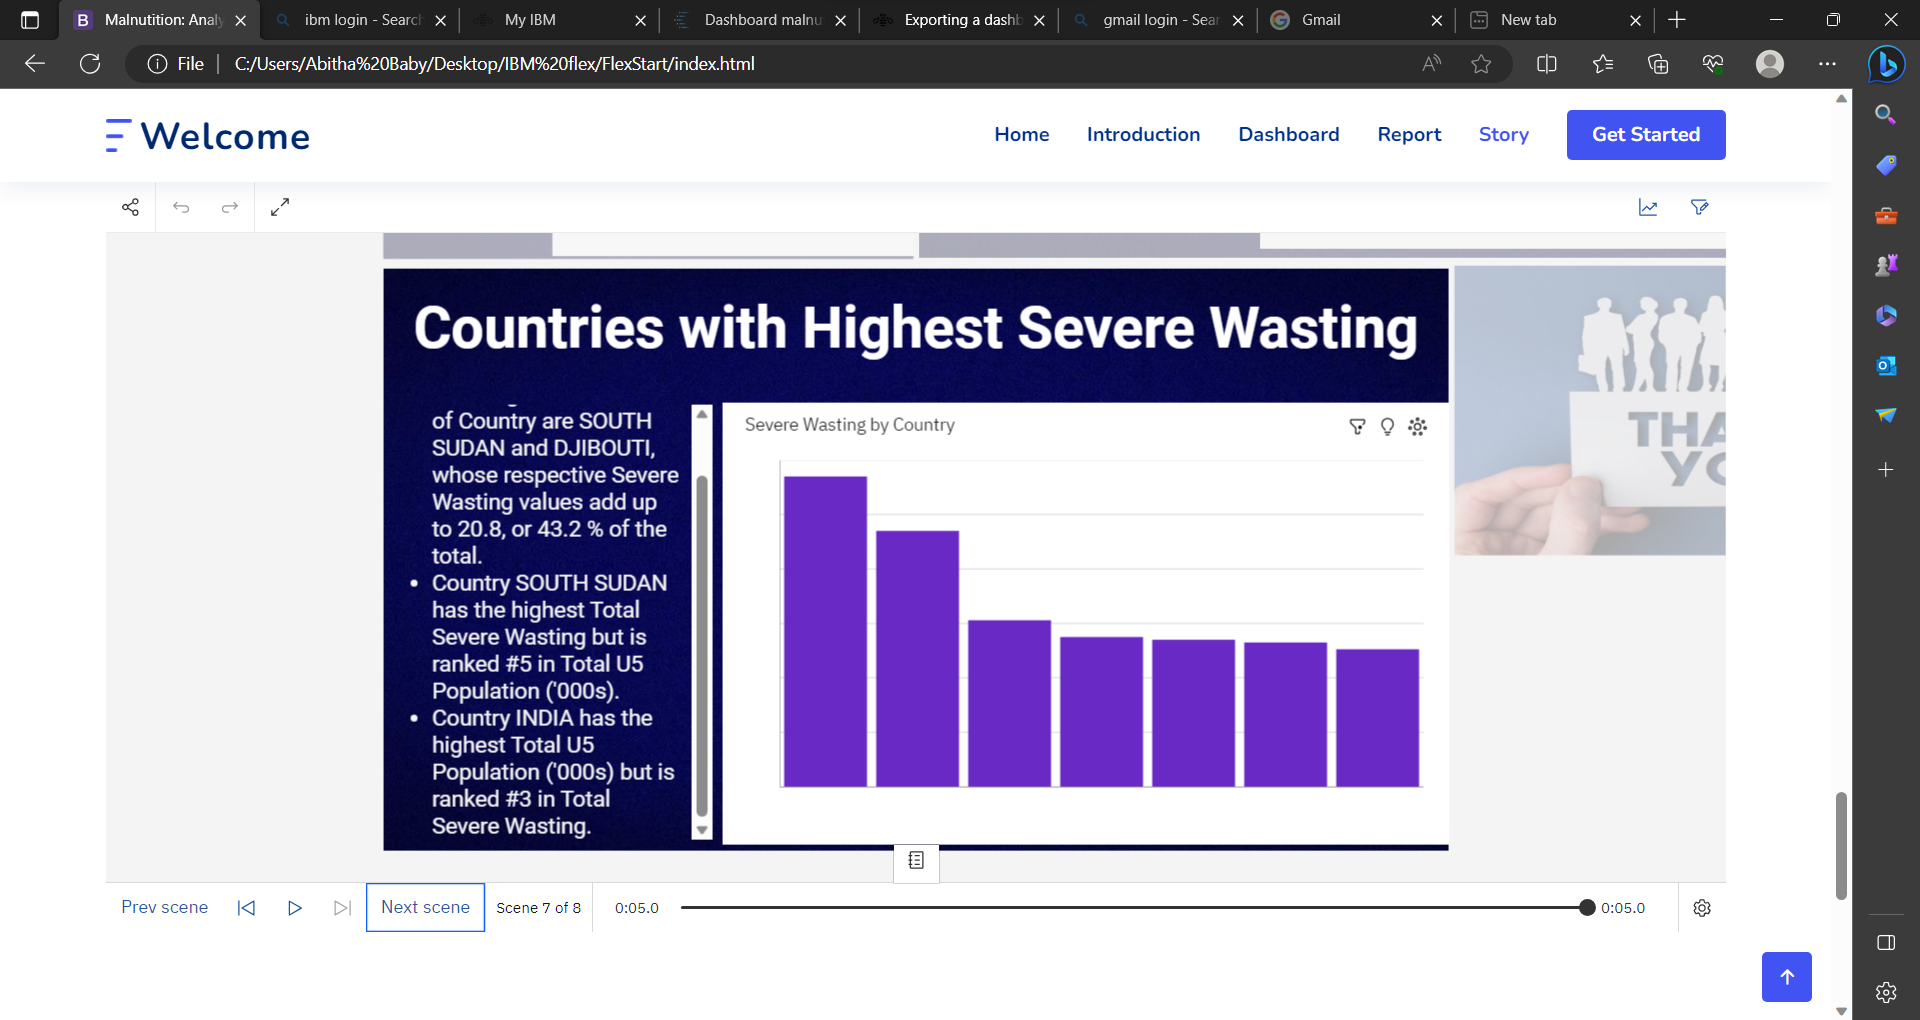 Malnutition: Analy
ibm login - Search
My IBM
Dashboard malnu
Exporting a dashb
gmail login - Sear
Gmail
New tab
File
C:/Users/Abitha%20Baby/Desktop/IBM%20flex/FlexStart/index.html
Welcome
Home
Introduction
Dashboard
Report
Story
Get Started
Countries with Highest Severe Wasting
of Country are SOUTH
SUDAN and DJIBOUTI,
whose respective Severe
Wasting values add up
to 20.8, or 43.2 % of the
total.
• Country SOUTH SUDAN
has the highest Total
Severe Wasting but is
ranked #5 in Total U5
Population ('000s).
• Country INDIA has the
highest Total U5
Population ('000s) but is
ranked #3 in Total
Severe Wasting.
Severe Wasting by Country
THA
YO
Prev scene
Next scene
Scene 7 of 8
0:05.0
0:05.0